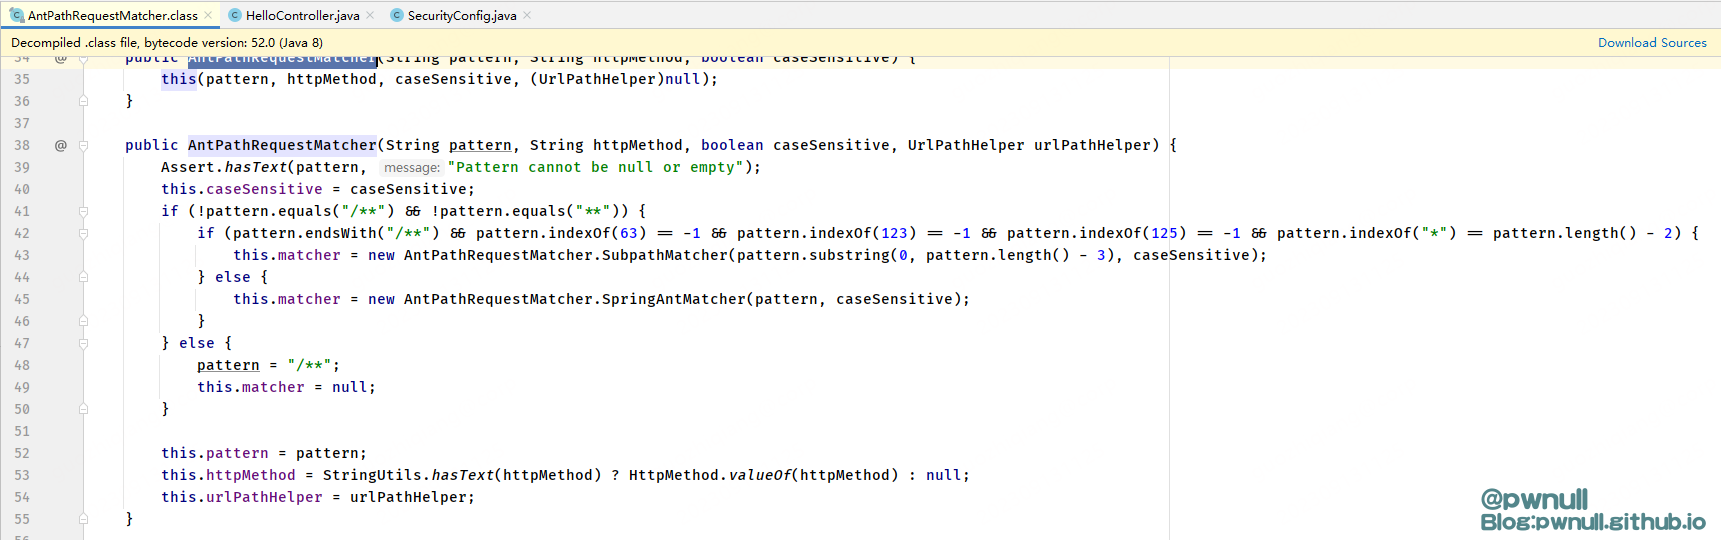 AntPathRequestMatcher.class HelloController.java SecurityConfig.java
Decompiled .class file, bytecode version: 52.0 (Java 8) Download Sources
34 @ public AntPathRequestMatcher(String pattern, String httpMethod, boolean caseSensitive) {
35 this(pattern, httpMethod, caseSensitive, (UrlPathHelper)null);
36 }
37
38 @ public AntPathRequestMatcher(String pattern, String httpMethod, boolean caseSensitive, UrlPathHelper urlPathHelper) {
39 Assert.hasText(pattern, message: "Pattern cannot be null or empty");
40 this.caseSensitive = caseSensitive;
41 if (!pattern.equals("/**") && !pattern.equals("**")) {
42 if (pattern.endsWith("/**") && pattern.indexOf(63) == -1 && pattern.indexOf(123) == -1 && pattern.indexOf(125) == -1 && pattern.indexOf("*") == pattern.length() - 2) {
43 this.matcher = new AntPathRequestMatcher.SubpathMatcher(pattern.substring(0, pattern.length() - 3), caseSensitive);
44 } else {
45 this.matcher = new AntPathRequestMatcher.SpringAntMatcher(pattern, caseSensitive);
46 }
47 } else {
48 pattern = "/**";
49 this.matcher = null;
50 }
51
52 this.pattern = pattern;
53 this.httpMethod = StringUtils.hasText(httpMethod) ? HttpMethod.valueOf(httpMethod) : null;
54 this.urlPathHelper = urlPathHelper;
55 }
56
@pwnull
Blog:pwnull.github.io